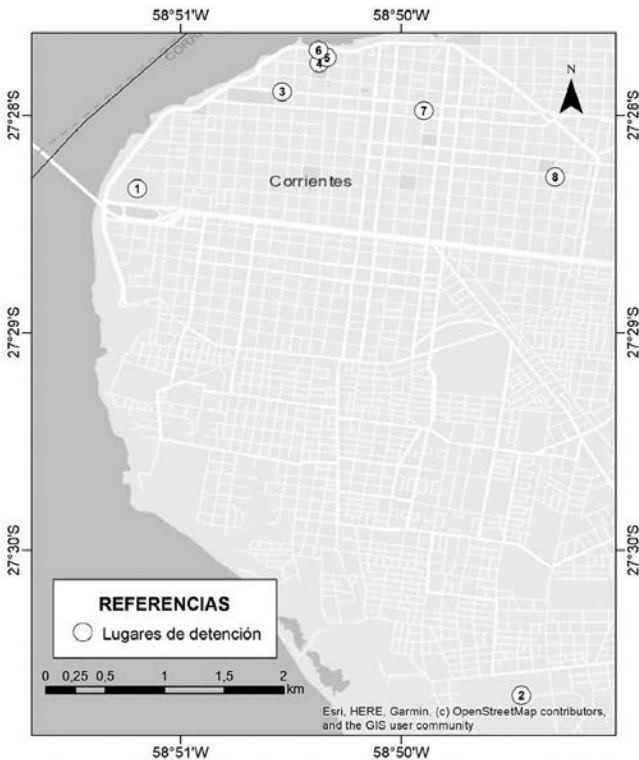 58°51'W 58°50'W
CORRI
6
5
4
3
N
27°28'S 27°28'S
7
8
1
Corrientes
27°29'S 27°29'S
27°30'S 27°30'S
REFERENCIAS
Lugares de detención
0 0,25 0,5 1 1,5 2
km
2
Esri, HERE, Garmin, (c) OpenStreetMap contributors,
and the GIS user community
58°51'W 58°50'W